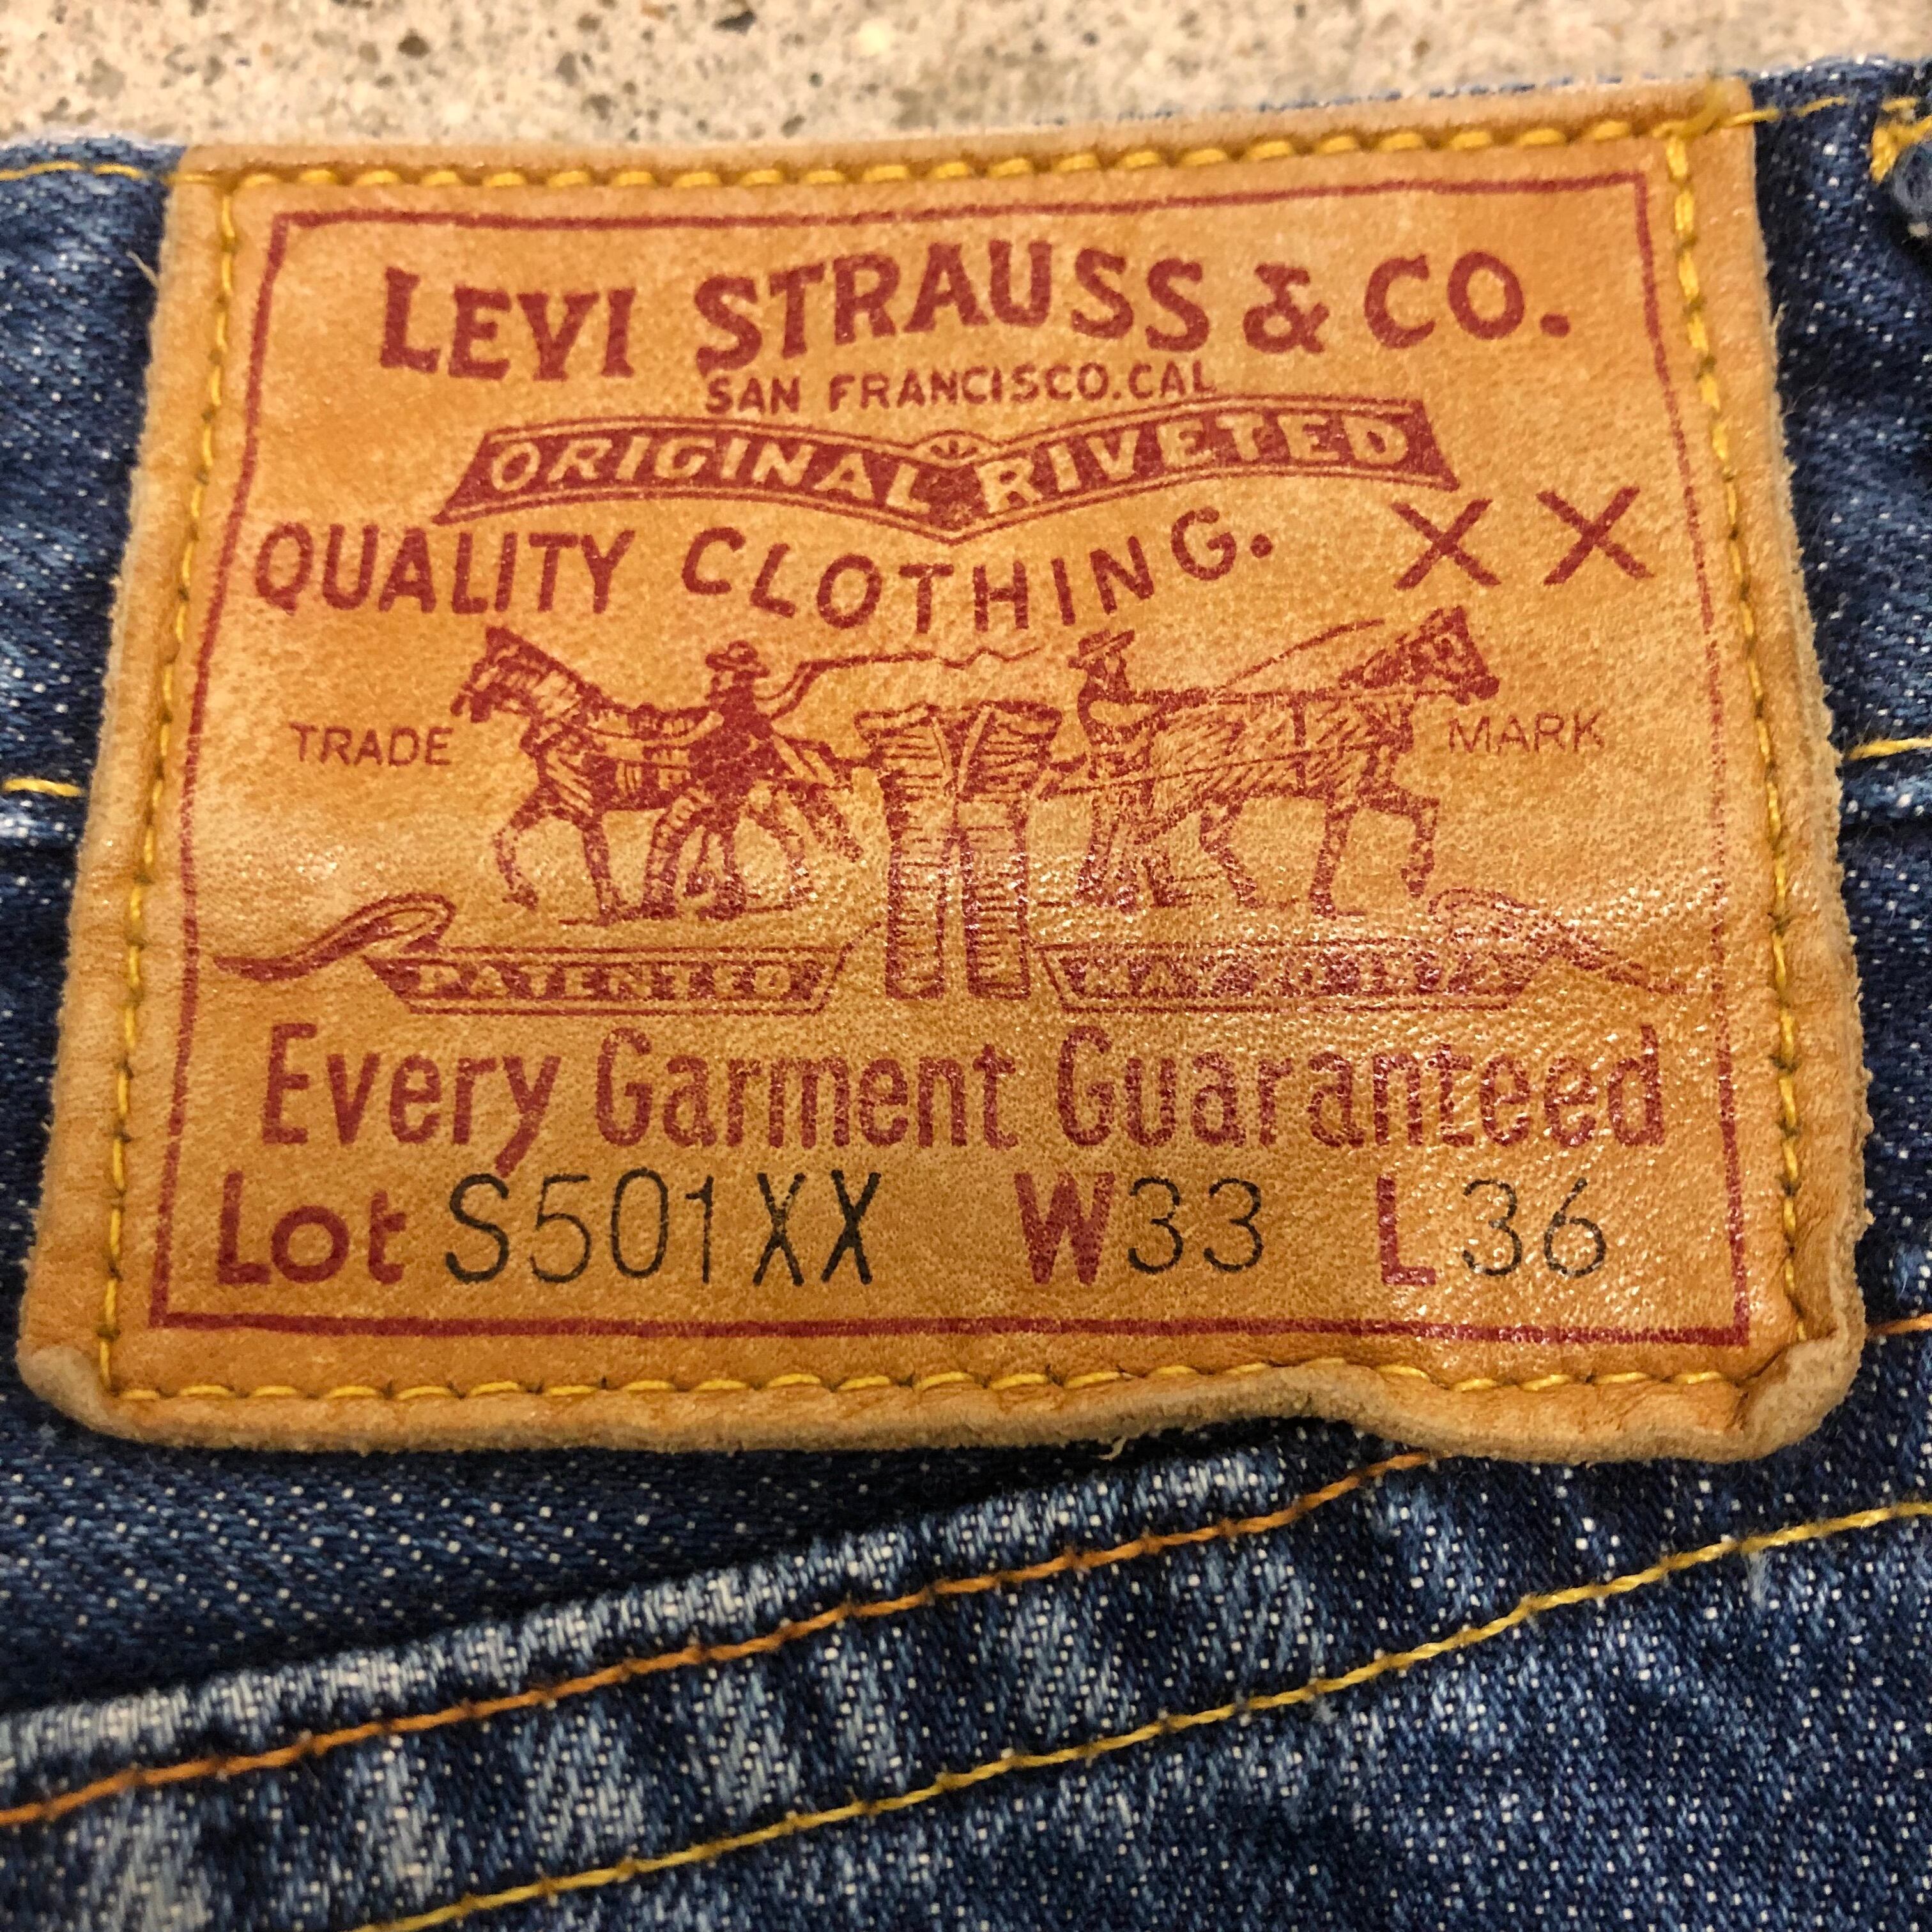 LEVI STRAUSS & CO.
SAN FRANCISCO.CAL
ORIGINAL RIVETED
QUALITY CLOTHING. XX
TRADE MARK
PATENTED
Every Garment Guaranteed
Lot S501XX W33 L36